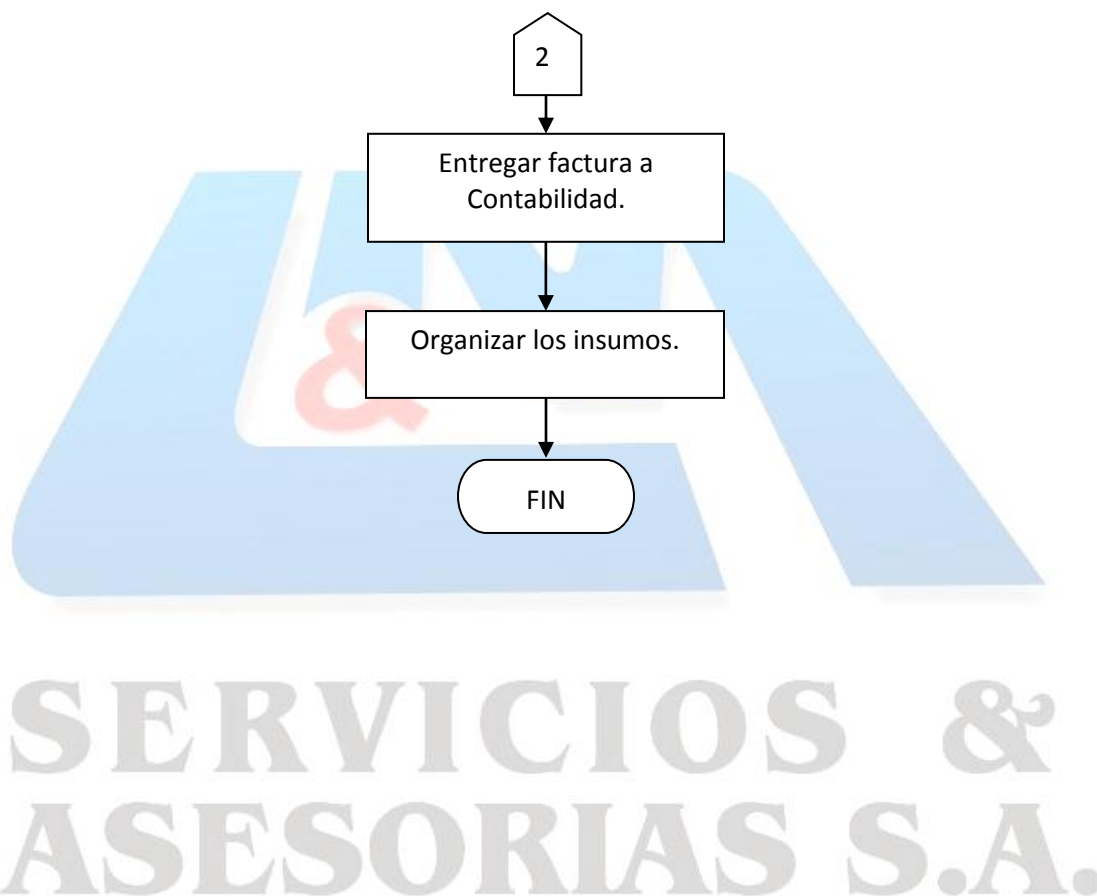 2
Entregar factura a
Contabilidad.
&
Organizar los insumos.
FIN
SERVICIOS &
ASESORIAS S.A.